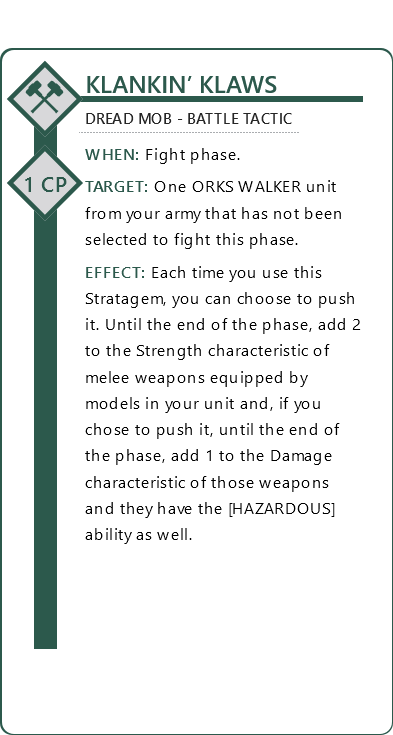 KLANKIN’ KLAWS
DREAD MOB - BATTLE TACTIC
WHEN: Fight phase.
1 CP
TARGET: One ORKS WALKER unit
from your army that has not been
selected to fight this phase.
EFFECT: Each time you use this
Stratagem, you can choose to push
it. Until the end of the phase, add 2
to the Strength characteristic of
melee weapons equipped by
models in your unit and, if you
chose to push it, until the end of
the phase, add 1 to the Damage
characteristic of those weapons
and they have the [HAZARDOUS]
ability as well.